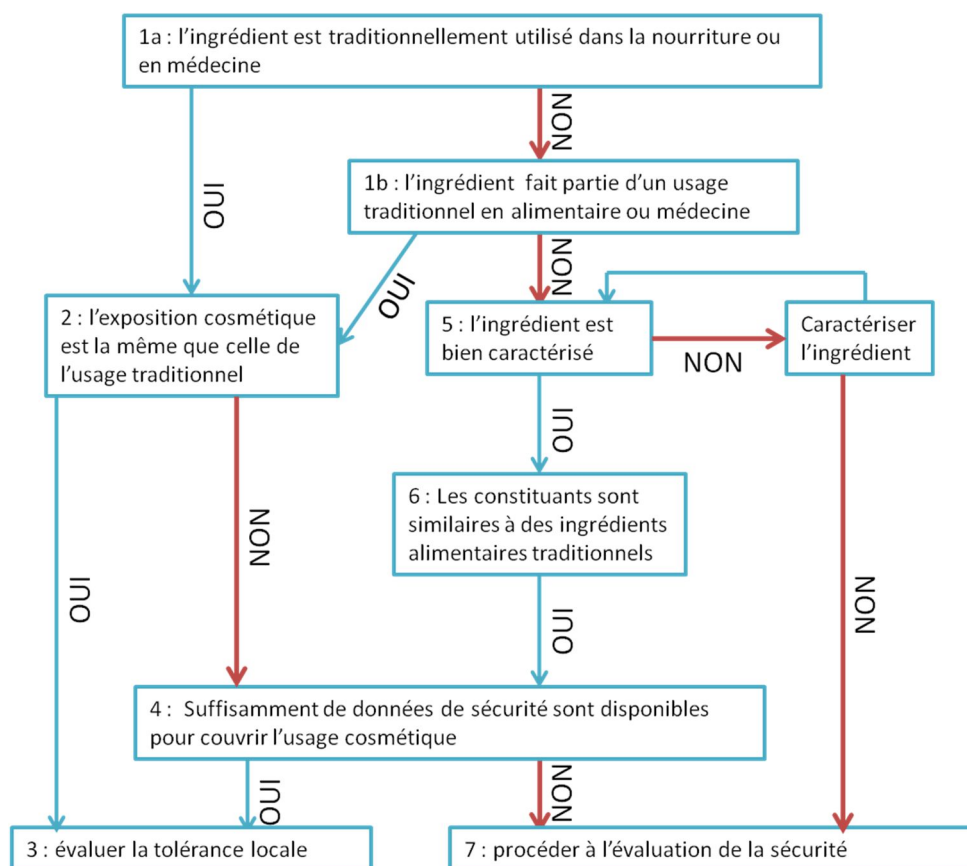 1a : l'ingrédient est traditionnellement utilisé dans la nourriture ou
en médecine
NON
OUI
1b : l'ingrédient fait partie d'un usage
traditionnel en alimentaire ou médecine
OUI
NON
2 : l'exposition cosmétique
est la même que celle de
l'usage traditionnel
5 : l'ingrédient est
bien caractérisé
NON
Caractériser
l'ingrédient
OUI
6 : Les constituants sont
similaires à des ingrédients
alimentaires traditionnels
NON
OUI
OUI
NON
4 : Suffisamment de données de sécurité sont disponibles
pour couvrir l'usage cosmétique
OUI
NON
3 : évaluer la tolérance locale
7 : procéder à l'évaluation de la sécurité